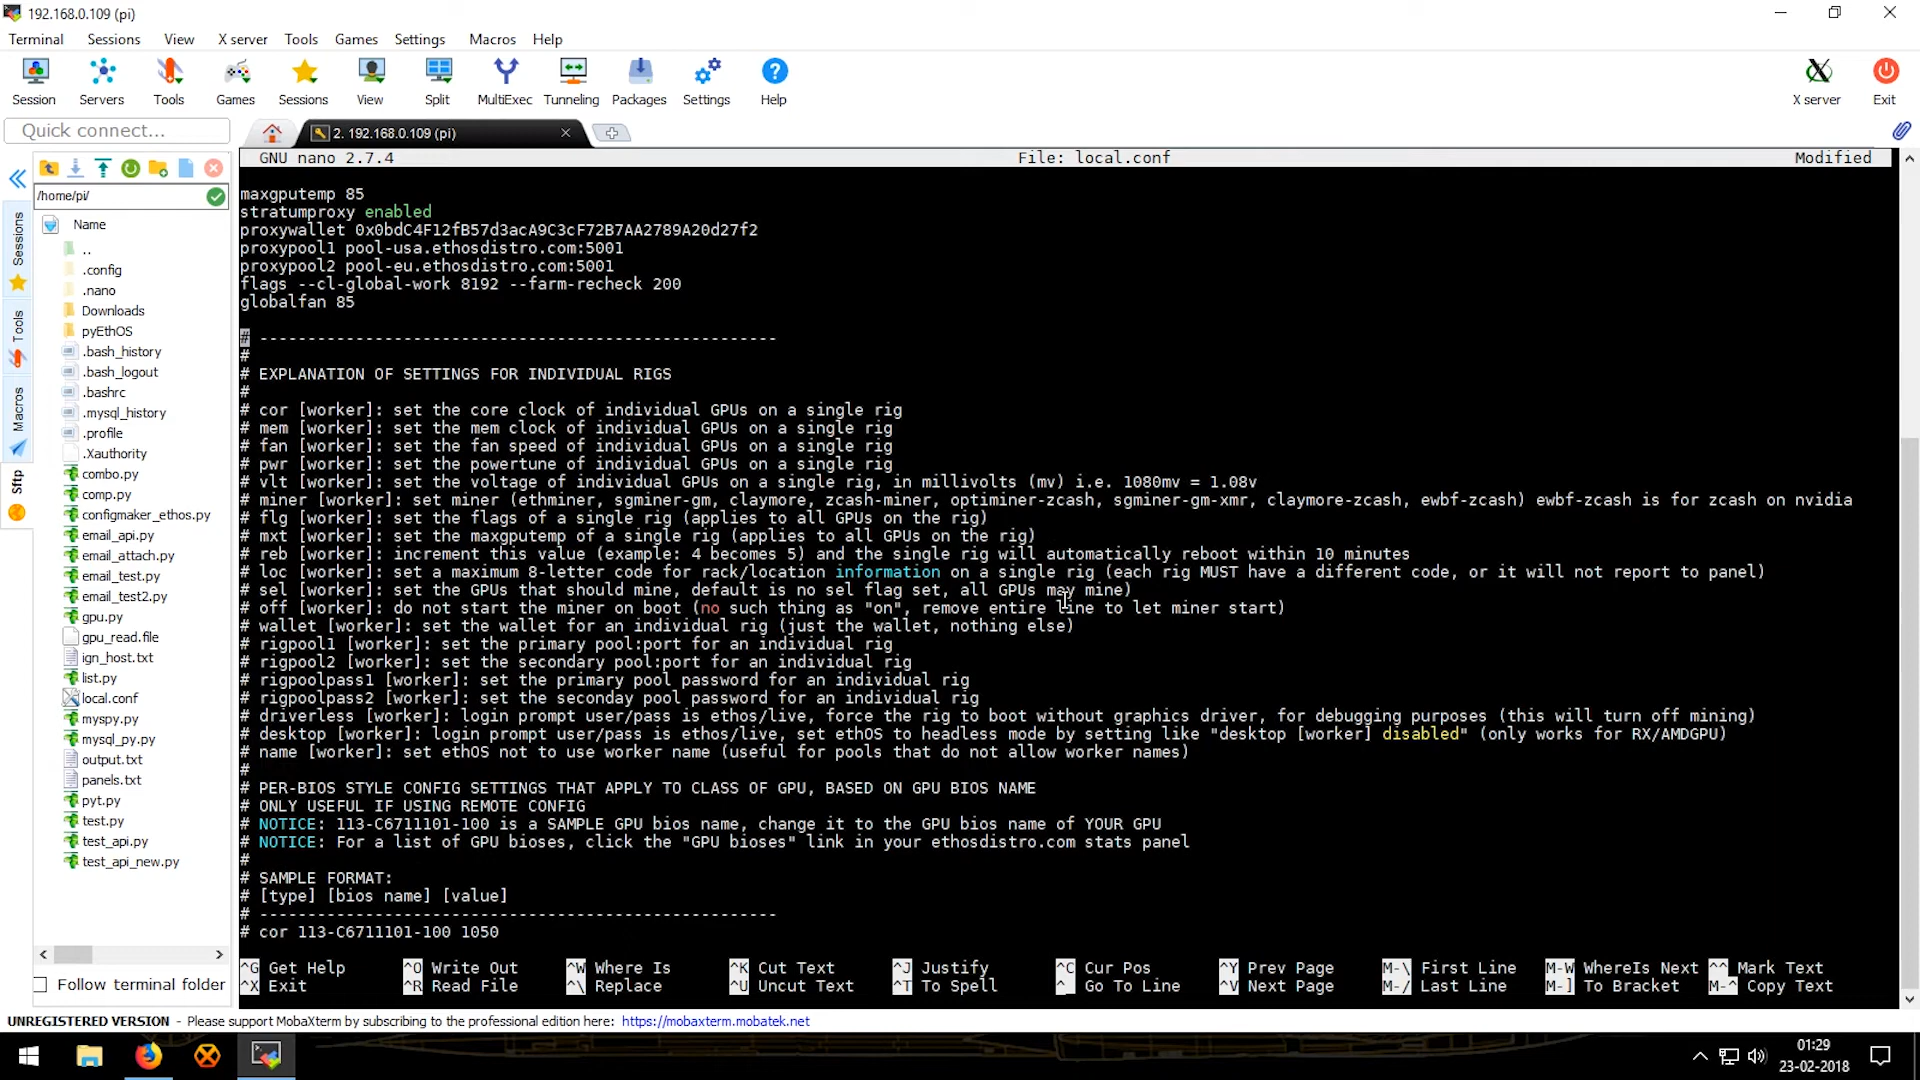 192.168.0.109 (pi)
Terminal Sessions View X server Tools Games Settings Macros Help
Session Servers Tools Games Sessions View Split MultiExec Tunneling Packages Settings Help X server Exit
Quick connect...
2. 192.168.0.109 (pi)
GNU nano 2.7.4 File: local.conf Modified
/home/pi/
Name
..
.config
.nano
Downloads
pyEthOS
.bash_history
.bash_logout
.bashrc
.mysql_history
.profile
.Xauthority
combo.py
comp.py
configmaker_ethos.py
email_api.py
email_attach.py
email_test.py
email_test2.py
gpu.py
gpu_read.file
ign_host.txt
list.py
local.conf
myspy.py
mysql_py.py
output.txt
panels.txt
pyt.py
test.py
test_api.py
test_api_new.py
Follow terminal folder
Sessions
Tools
Macros
Sftp
maxgputemp 85
stratumproxy enabled
proxywallet 0x0bdC4F12fB57d3acA9C3cF72B7AA2789A20d27f2
proxypool1 pool-usa.ethosdistro.com:5001
proxypool2 pool-eu.ethosdistro.com:5001
flags --cl-global-work 8192 --farm-recheck 200
globalfan 85
# ------------------------------------------------------
#
# EXPLANATION OF SETTINGS FOR INDIVIDUAL RIGS
#
# cor [worker]: set the core clock of individual GPUs on a single rig
# mem [worker]: set the mem clock of individual GPUs on a single rig
# fan [worker]: set the fan speed of individual GPUs on a single rig
# pwr [worker]: set the powertune of individual GPUs on a single rig
# vlt [worker]: set the voltage of individual GPUs on a single rig, in millivolts (mv) i.e. 1080mv = 1.08v
# miner [worker]: set miner (ethminer, sgminer-gm, claymore, zcash-miner, optiminer-zcash, sgminer-gm-xmr, claymore-zcash, ewbf-zcash) ewbf-zcash is for zcash on nvidia
# flg [worker]: set the flags of a single rig (applies to all GPUs on the rig)
# mxt [worker]: set the maxgputemp of a single rig (applies to all GPUs on the rig)
# reb [worker]: increment this value (example: 4 becomes 5) and the single rig will automatically reboot within 10 minutes
# loc [worker]: set a maximum 8-letter code for rack/location information on a single rig (each rig MUST have a different code, or it will not report to panel)
# sel [worker]: set the GPUs that should mine, default is no sel flag set, all GPUs may mine)
# off [worker]: do not start the miner on boot (no such thing as "on", remove entire line to let miner start)
# wallet [worker]: set the wallet for an individual rig (just the wallet, nothing else)
# rigpool1 [worker]: set the primary pool:port for an individual rig
# rigpool2 [worker]: set the secondary pool:port for an individual rig
# rigpoolpass1 [worker]: set the primary pool password for an individual rig
# rigpoolpass2 [worker]: set the seconday pool password for an individual rig
# driverless [worker]: login prompt user/pass is ethos/live, force the rig to boot without graphics driver, for debugging purposes (this will turn off mining)
# desktop [worker]: login prompt user/pass is ethos/live, set ethOS to headless mode by setting like "desktop [worker] disabled" (only works for RX/AMDGPU)
# name [worker]: set ethOS not to use worker name (useful for pools that do not allow worker names)
#
# PER-BIOS STYLE CONFIG SETTINGS THAT APPLY TO CLASS OF GPU, BASED ON GPU BIOS NAME
# ONLY USEFUL IF USING REMOTE CONFIG
# NOTICE: 113-C6711101-100 is a SAMPLE GPU bios name, change it to the GPU bios name of YOUR GPU
# NOTICE: For a list of GPU bioses, click the "GPU bioses" link in your ethosdistro.com stats panel
#
# SAMPLE FORMAT:
# [type] [bios name] [value]
# ------------------------------------------------------
# cor 113-C6711101-100 1050
^G Get Help ^O Write Out ^W Where Is ^K Cut Text ^J Justify ^C Cur Pos ^Y Prev Page M-\ First Line M-W WhereIs Next ^^ Mark Text
^X Exit ^R Read File ^\ Replace ^U Uncut Text ^T To Spell ^_ Go To Line ^V Next Page M-/ Last Line M-] To Bracket M-^ Copy Text
UNREGISTERED VERSION - Please support MobaXterm by subscribing to the professional edition here: https://mobaxterm.mobatek.net
01:29
23-02-2018